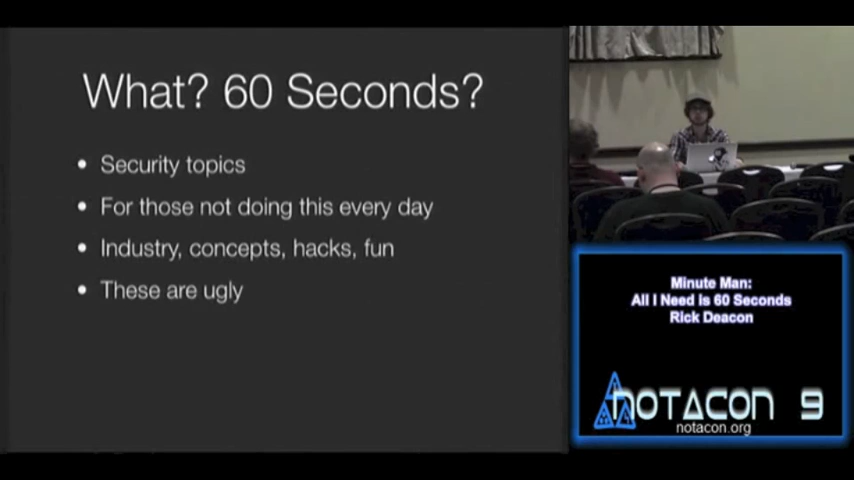 What? 60 Seconds?
• Security topics
• For those not doing this every day
• Industry, concepts, hacks, fun
• These are ugly
Minute Man:
All I Need is 60 Seconds
Rick Deacon
NOTACON 9
notacon.org